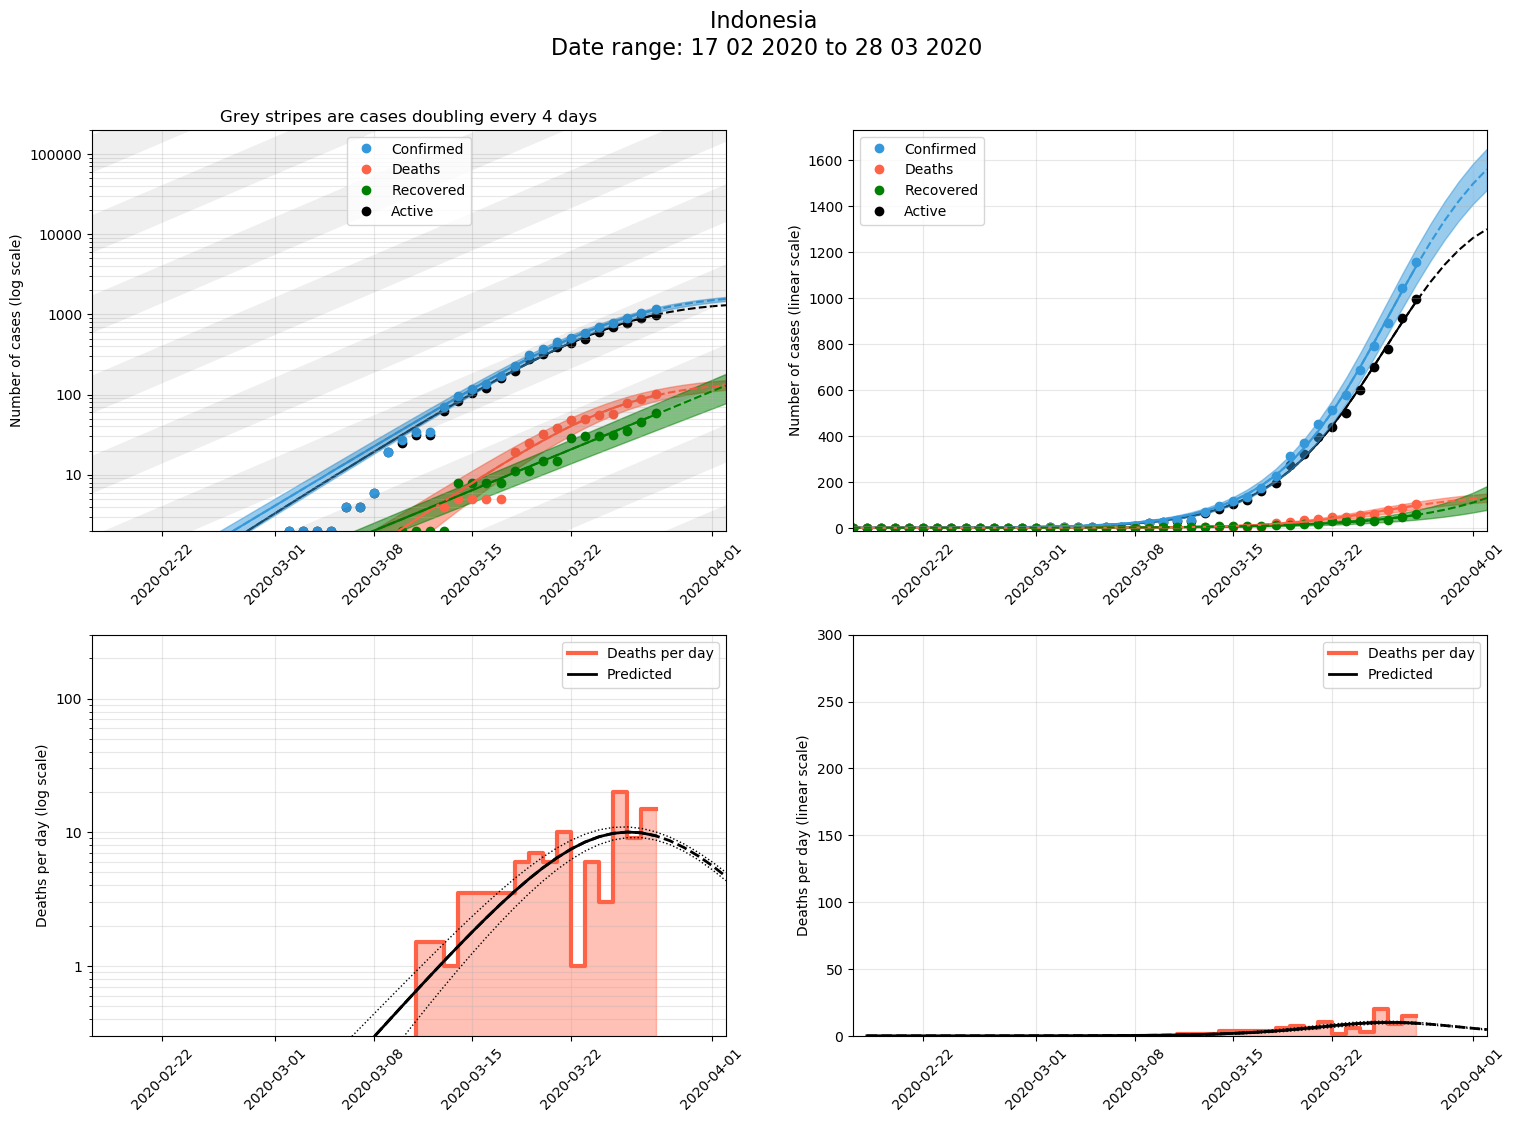 Indonesia
Date range: 17 02 2020 to 28 03 2020
Grey stripes are cases doubling every 4 days
Number of cases (log scale)
100000
10000
1000
100
10
Confirmed
Deaths
Recovered
Active
2020-02-22
2020-03-01
2020-03-08
2020-03-15
2020-03-22
2020-04-01
Number of cases (linear scale)
1600
1400
1200
1000
800
600
400
200
0
Confirmed
Deaths
Recovered
Active
2020-02-22
2020-03-01
2020-03-08
2020-03-15
2020-03-22
2020-04-01
Deaths per day (log scale)
100
10
1
Deaths per day
Predicted
2020-02-22
2020-03-01
2020-03-08
2020-03-15
2020-03-22
2020-04-01
Deaths per day (linear scale)
300
250
200
150
100
50
0
Deaths per day
Predicted
2020-02-22
2020-03-01
2020-03-08
2020-03-15
2020-03-22
2020-04-01